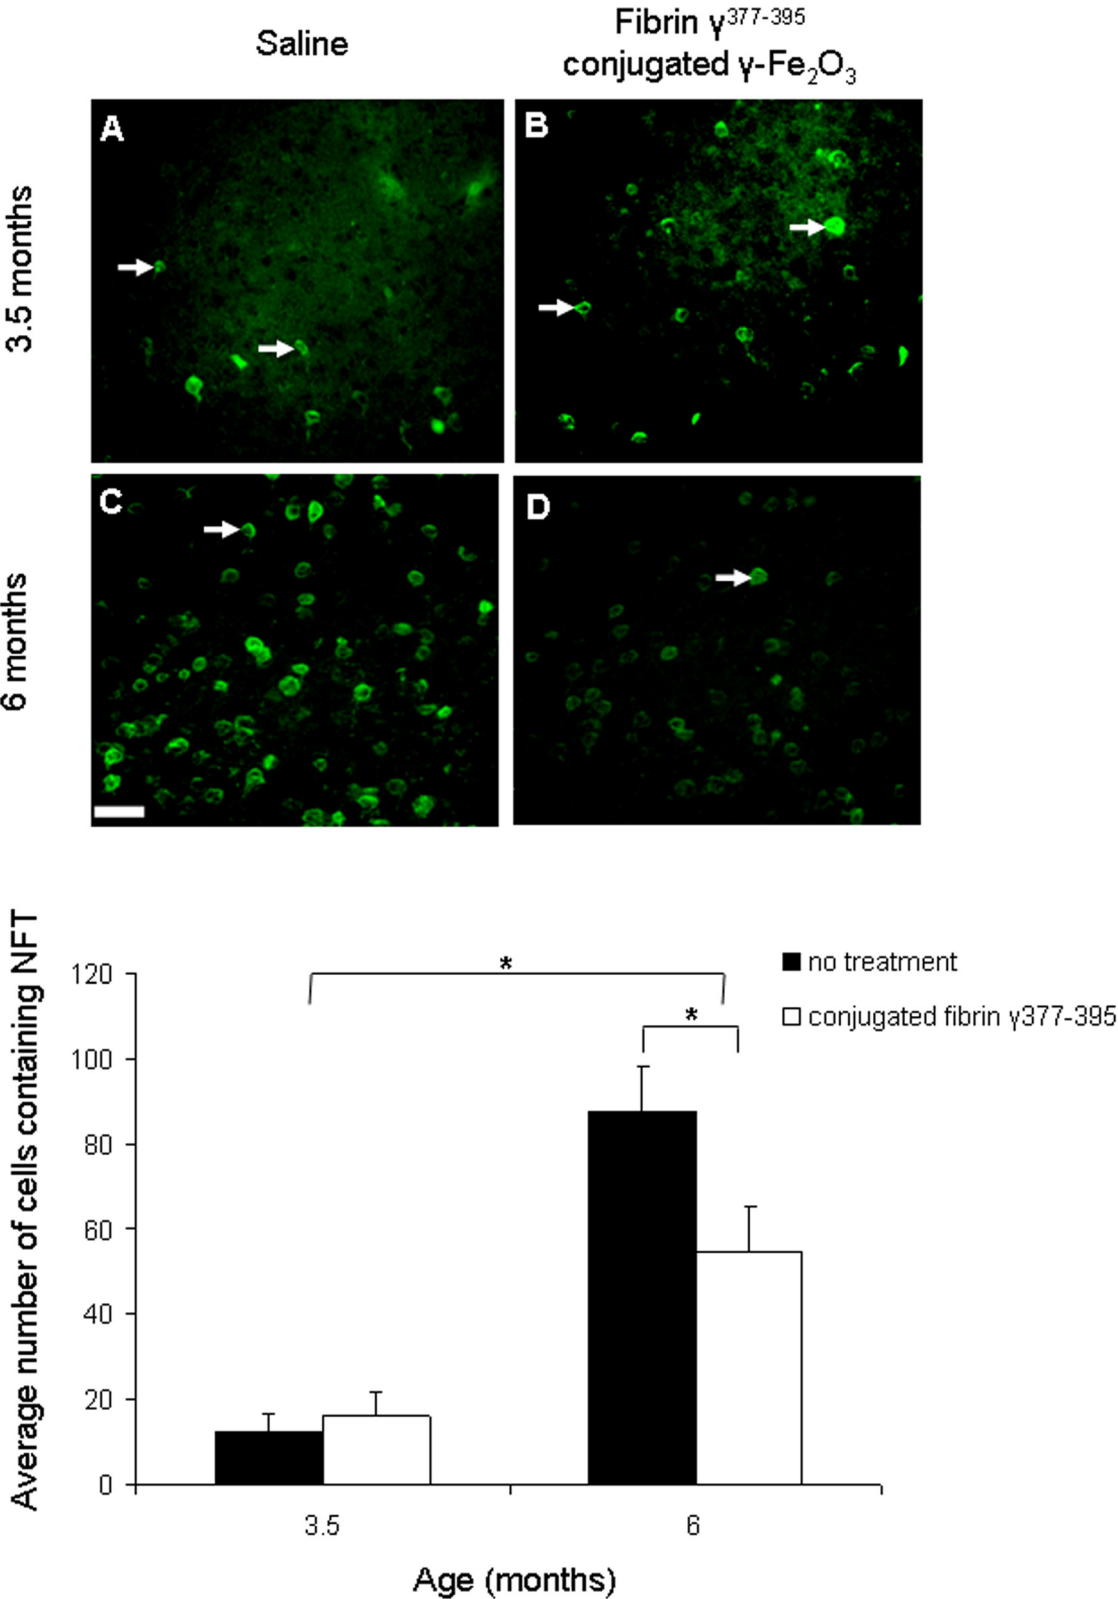 Saline
Fibrin γ377-395
conjugated γ-Fe2O3
3.5 months
A
B
6 months
C
D
Average number of cells containing NFT
120
100
80
60
40
20
0
*
*
no treatment
conjugated fibrin γ377-395
3.5
6
Age (months)